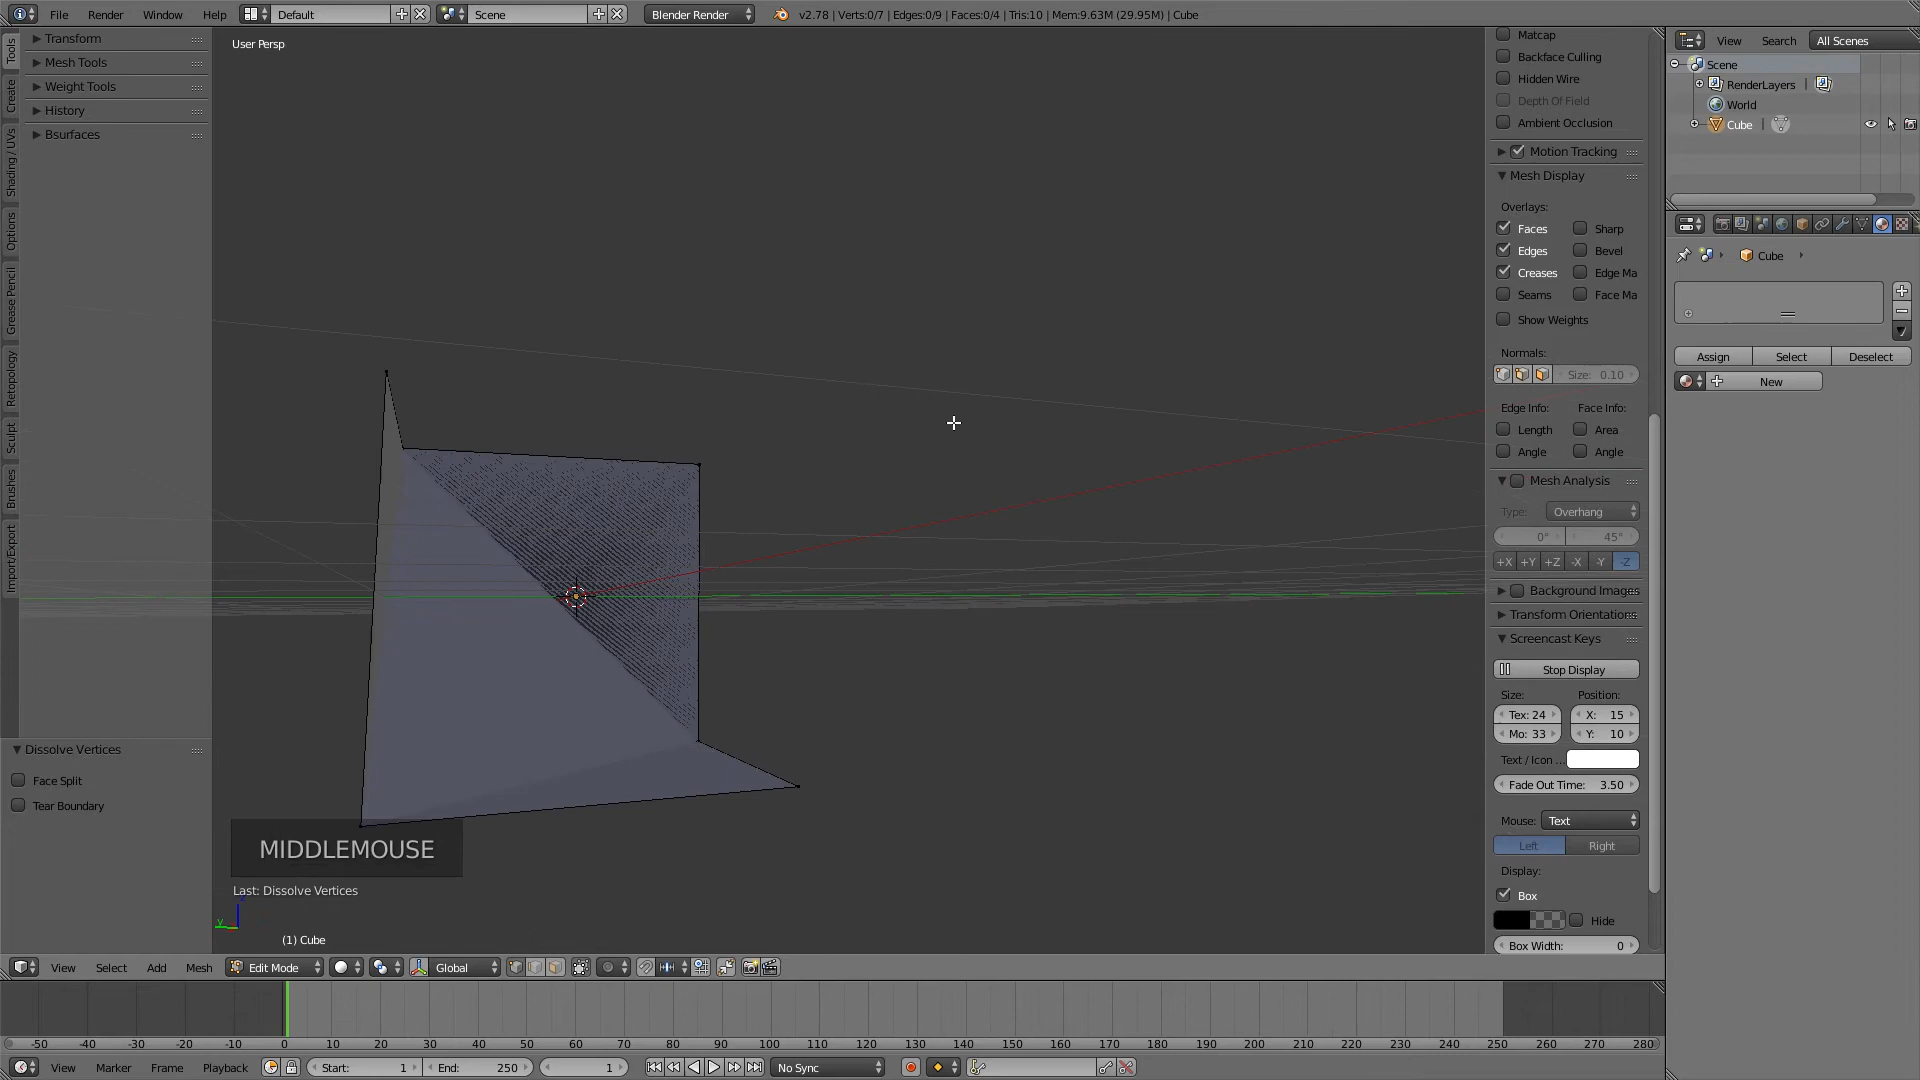 File Render Window Help Default Scene Blender Render v2.78 | Verts:0/7 | Edges:0/9 | Faces:0/4 | Tris:10 | Mem:9.63M (29.95M) | Cube
Tools
Create
Shading / UVs
Options
Grease Pencil
Retopology
Sculpt
Brushes
Import/Export
Transform
Mesh Tools
Weight Tools
History
Bsurfaces
Dissolve Vertices
Face Split
Tear Boundary
User Persp
MIDDLEMOUSE
Last: Dissolve Vertices
z
y
(1) Cube
Matcap
Backface Culling
Hidden Wire
Depth Of Field
Ambient Occlusion
Motion Tracking
Mesh Display
Overlays:
Faces Sharp
Edges Bevel
Creases Edge Ma
Seams Face Ma
Show Weights
Normals:
Size: 0.10
Edge Info: Face Info:
Length Area
Angle Angle
Mesh Analysis
Type: Overhang
0° 45°
+X +Y +Z -X -Y -Z
Background Images
Transform Orientations
Screencast Keys
Stop Display
Size: Position:
Tex: 24 X: 15
Mo: 33 Y: 10
Text / Icon ...
Fade Out Time: 3.50
Mouse: Text
Left Right
Display:
Box
Hide
Box Width: 0
View Search All Scenes
Scene
RenderLayers |
World
Cube |
Cube
Assign Select Deselect
New
View Select Add Mesh Edit Mode Global
-50 -40 -30 -20 -10 0 10 20 30 40 50 60 70 80 90 100 110 120 130 140 150 160 170 180 190 200 210 220 230 240 250 260 270 280
View Marker Frame Playback Start: 1 End: 250 1 No Sync